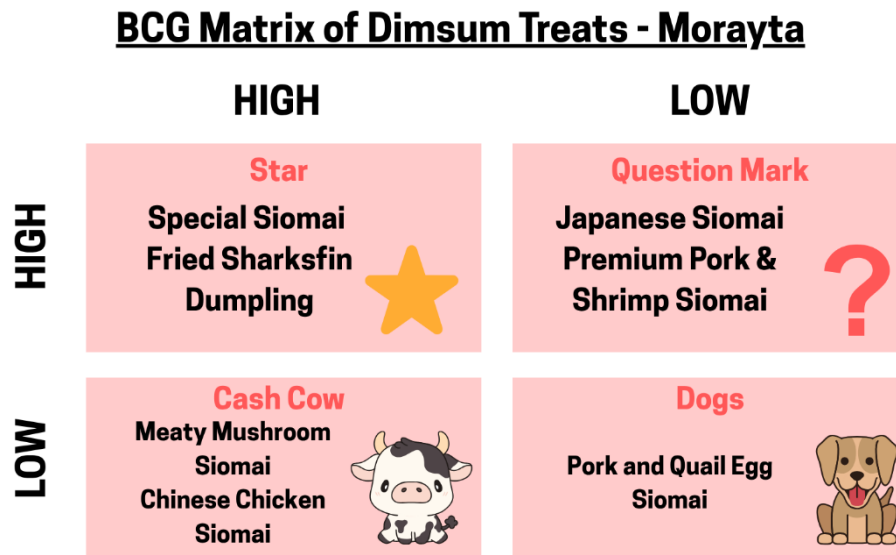 BCG Matrix of Dimsum Treats - Morayta
HIGH
LOW
HIGH
Star
Special Siomai
Fried Sharksfin
Dumpling
Question Mark
Japanese Siomai
Premium Pork &
Shrimp Siomai
?
LOW
Cash Cow
Meaty Mushroom
Siomai
Chinese Chicken
Siomai
Dogs
Pork and Quail Egg
Siomai